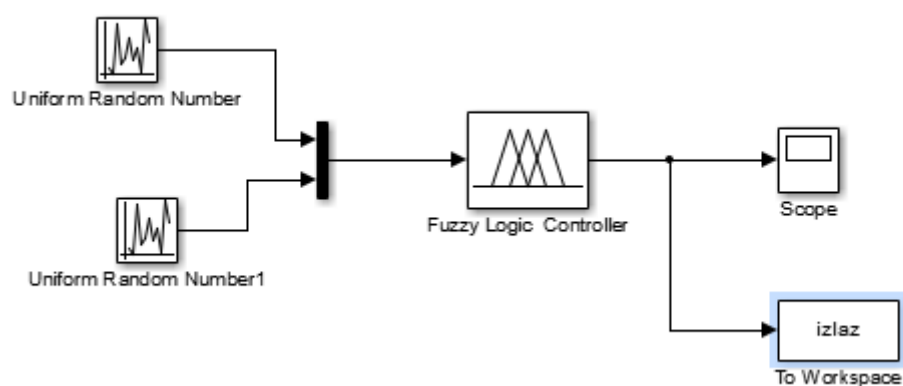 Uniform Random Number
Uniform Random Number1
Fuzzy Logic Controller
Scope
izlaz
To Workspace